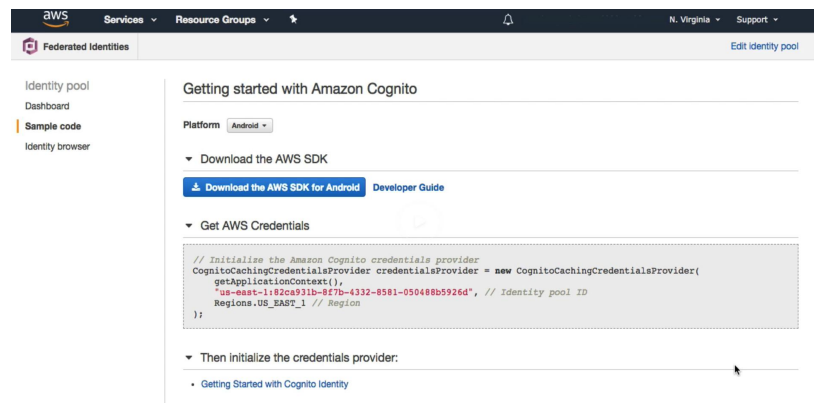 aws Services Resource Groups N. Virginia Support
Federated Identities Edit identity pool
Identity pool
Dashboard
Sample code
Identity browser
Getting started with Amazon Cognito
Platform Android
Download the AWS SDK
Download the AWS SDK for Android Developer Guide
Get AWS Credentials
// Initialize the Amazon Cognito credentials provider
CognitoCachingCredentialsProvider credentialsProvider = new CognitoCachingCredentialsProvider(
getApplicationContext(),
"us-east-1:82ca931b-8f7b-4332-8581-050488b5926d", // Identity pool ID
Regions.US_EAST_1 // Region
);
Then initialize the credentials provider:
• Getting Started with Cognito Identity